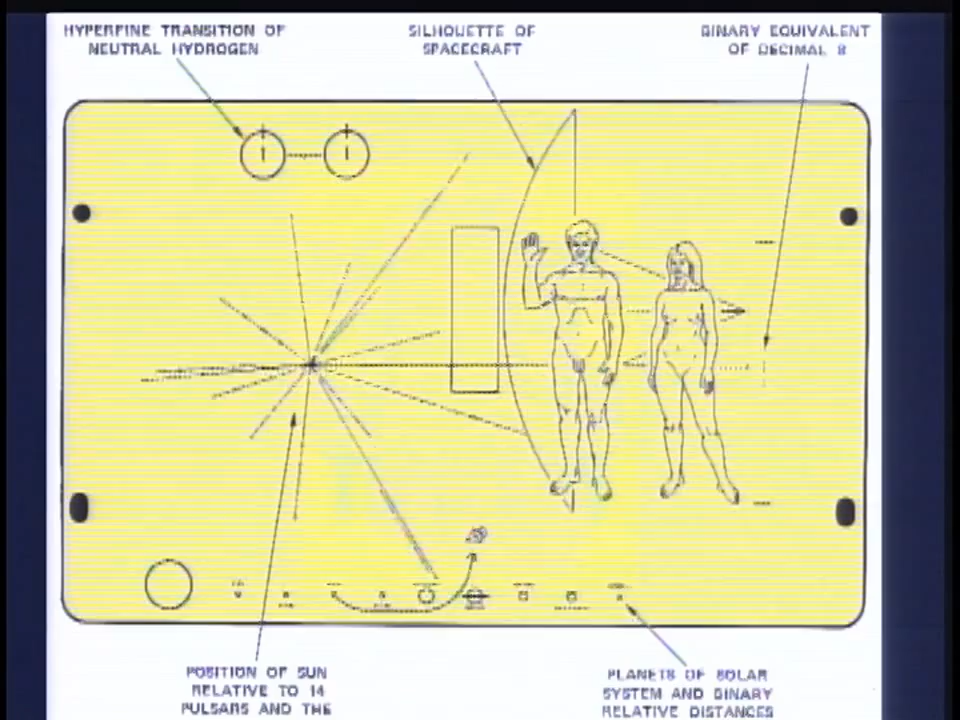 HYPERFINE TRANSITION OF
NEUTRAL HYDROGEN
SILHOUETTE OF
SPACECRAFT
BINARY EQUIVALENT
OF DECIMAL 8
POSITION OF SUN
RELATIVE TO 14
PULSARS AND THE
PLANETS OF SOLAR
SYSTEM AND BINARY
RELATIVE DISTANCES